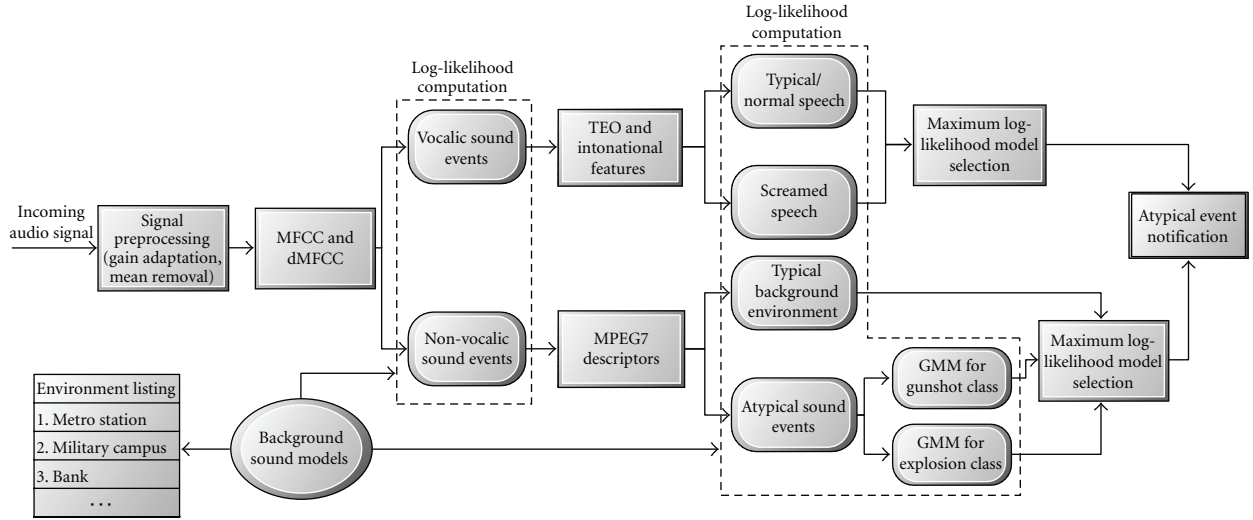 Log-likelihood
computation
Log-likelihood
computation
Typical/
normal speech
Vocalic sound
events
TEO and
intonational
features
Maximum log-
likelihood model
selection
Screamed
speech
Incoming
audio signal
Signal
preprocessing
(gain adaptation,
mean removal)
MFCC and
dMFCC
Atypical event
notification
Typical
background
environment
Non-vocalic
sound events
MPEG7
descriptors
Maximum log-
likelihood model
selection
GMM for
gunshot class
Atypical sound
events
GMM for
explosion class
Environment listing
1. Metro station
2. Military campus
3. Bank
...
Background
sound models